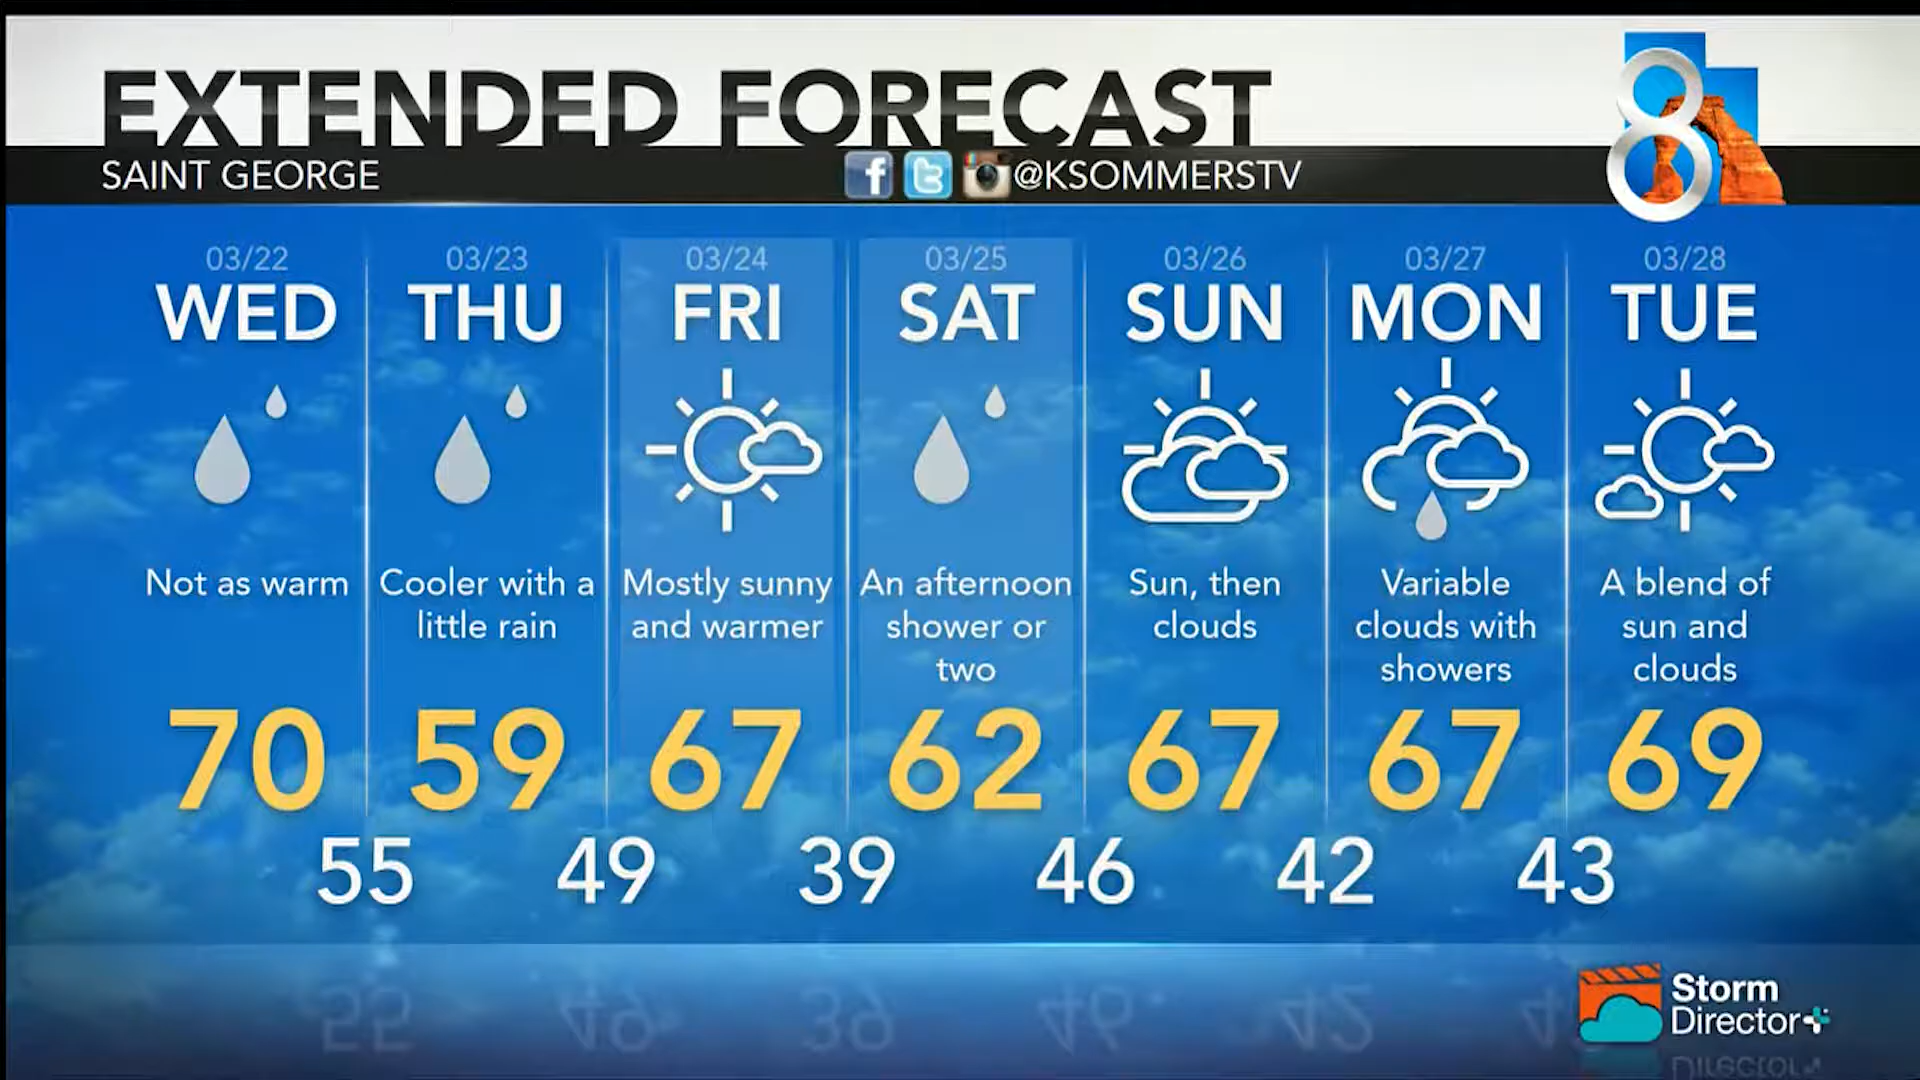 EXTENDED FORECAST
8
SAINT GEORGE
f t @KSOMMERSTV
03/22 03/23 03/24 03/25 03/26 03/27 03/28
WED THU FRI SAT SUN MON TUE
Not as warm
Cooler with a
little rain
Mostly sunny
and warmer
An afternoon
shower or
two
Sun, then
clouds
Variable
clouds with
showers
A blend of
sun and
clouds
70 59 67 62 67 67 69
55 49 39 46 42 43
Storm
Director+